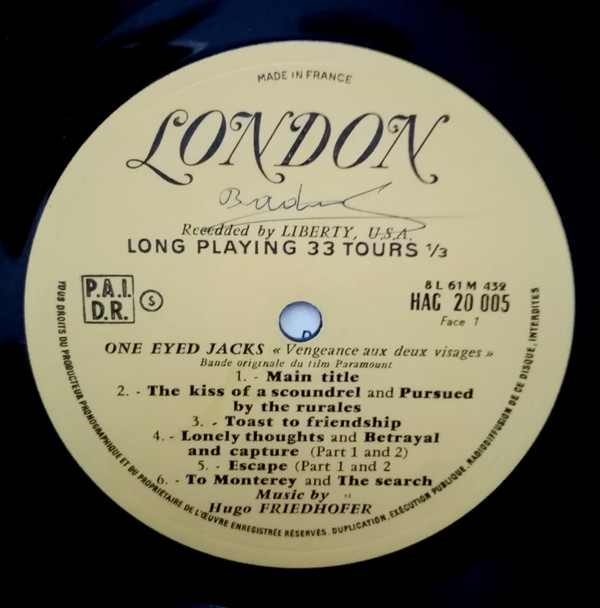 MADE IN FRANCE
LONDON
Recedded by LIBERTY, U.S.A.
LONG PLAYING 33 TOURS 1/3
P.A.I.
D.R.
S
8 L 61 M 432
HAG 20 005
Face 1
ONE EYED JACKS « Vengeance aux deux visages »
Bande originale du film Paramount
1. - Main title
2. - The kiss of a scoundrel and Pursued
by the rurales
3. - Toast to friendship
4. - Lonely thoughts and Betrayal
and capture (Part 1 and 2)
5. - Escape (Part 1 and 2
6. - To Monterey and The search
Music by
Hugo FRIEDHOFER
TOUS DROITS DU PRODUCTEUR PHONOGRAPHIQUE ET DU PROPRIÉTAIRE DE L'ŒUVRE ENREGISTRÉE RÉSERVÉS. DUPLICATION, EXÉCUTION PUBLIQUE, RADIODIFFUSION DE CE DISQUE, INTERDITES